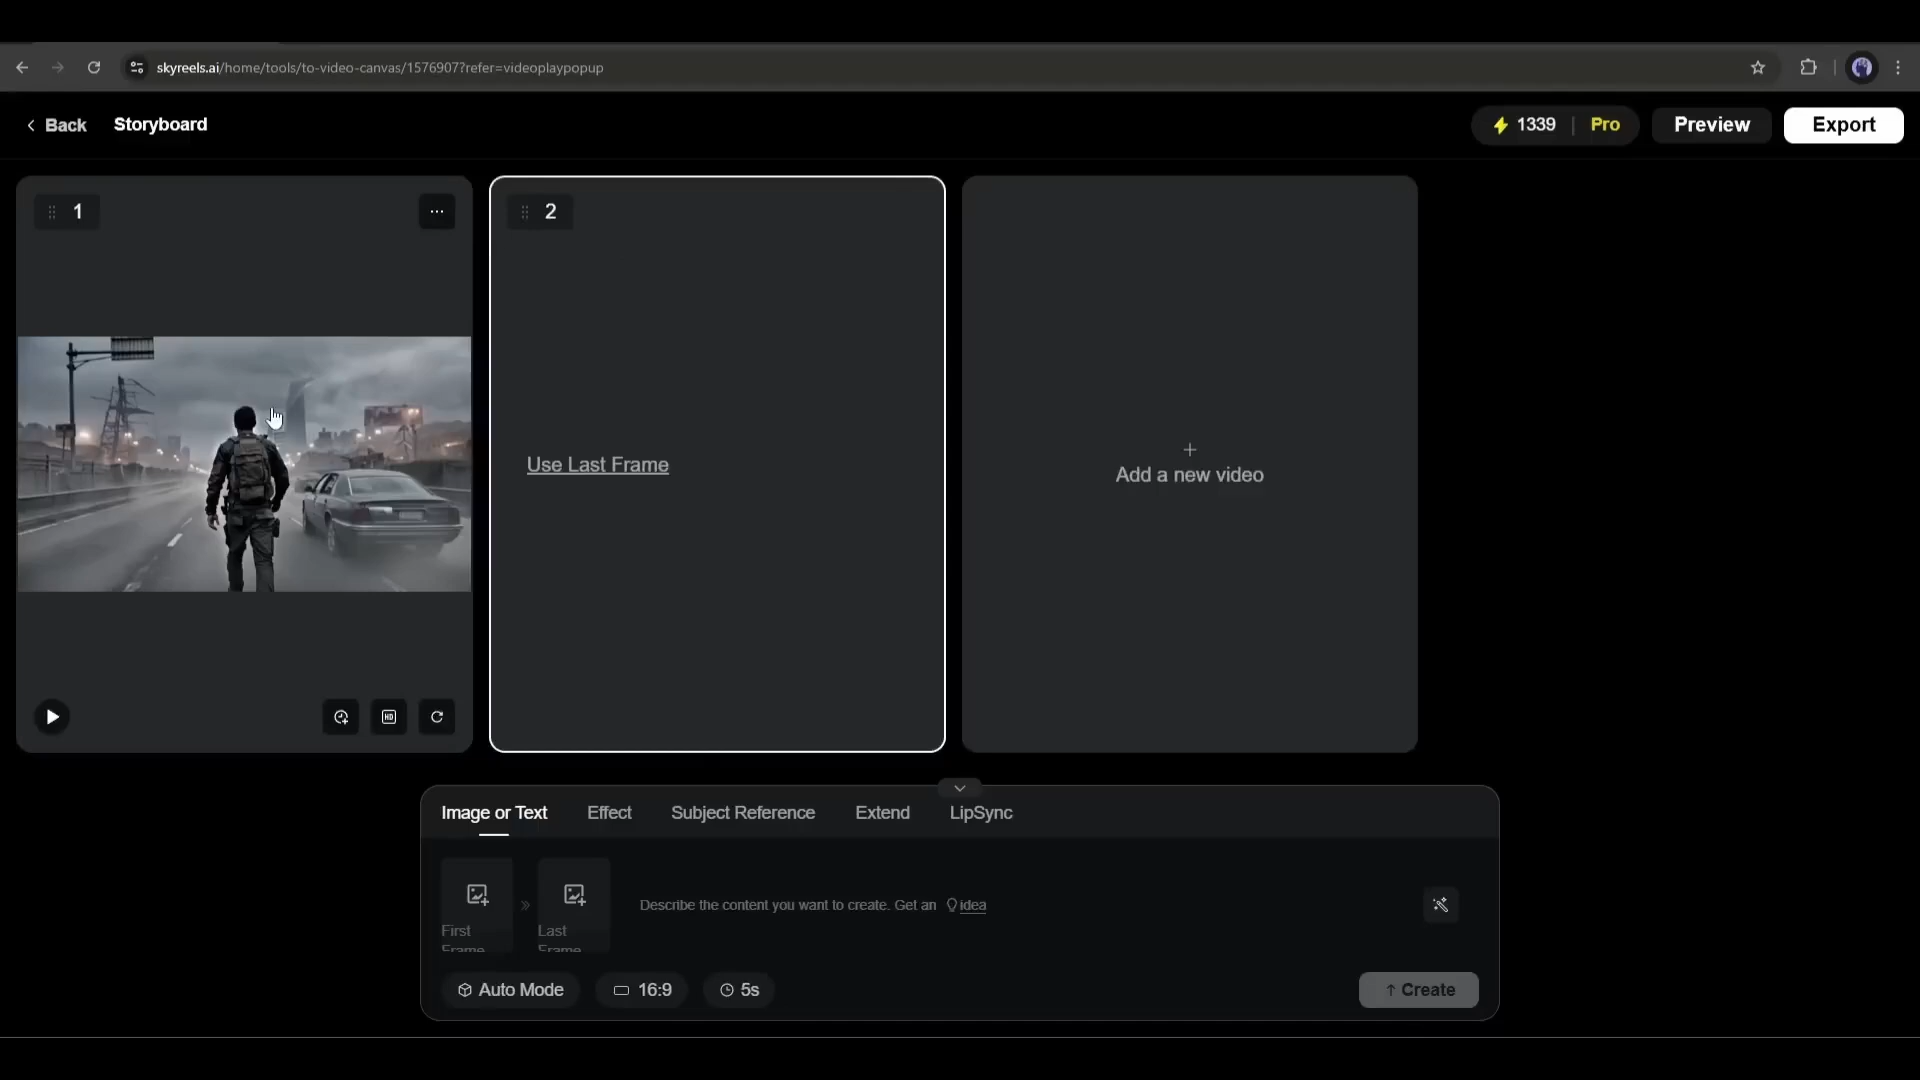 skyreels.ai/home/tools/to-video-canvas/1576907?refer=videoplaypopup
Back
Storyboard
1339
Pro
Preview
Export
1
2
Use Last Frame
Add a new video
HD
Image or Text
Effect
Subject Reference
Extend
LipSync
First
Frame
Last
Frame
Describe the content you want to create. Get an idea
Auto Mode
16:9
5s
Create